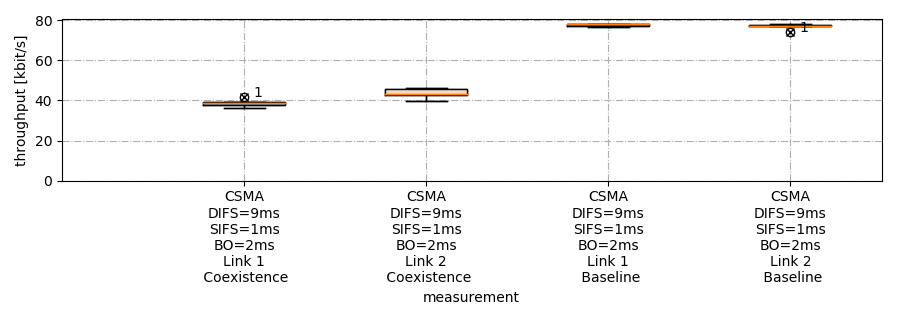 throughput [kbit/s]
80
60
40
20
0
1
1
CSMA
DIFS=9ms
SIFS=1ms
BO=2ms
Link 1
Coexistence
CSMA
DIFS=9ms
SIFS=1ms
BO=2ms
Link 2
Coexistence
CSMA
DIFS=9ms
SIFS=1ms
BO=2ms
Link 1
Baseline
CSMA
DIFS=9ms
SIFS=1ms
BO=2ms
Link 2
Baseline
measurement